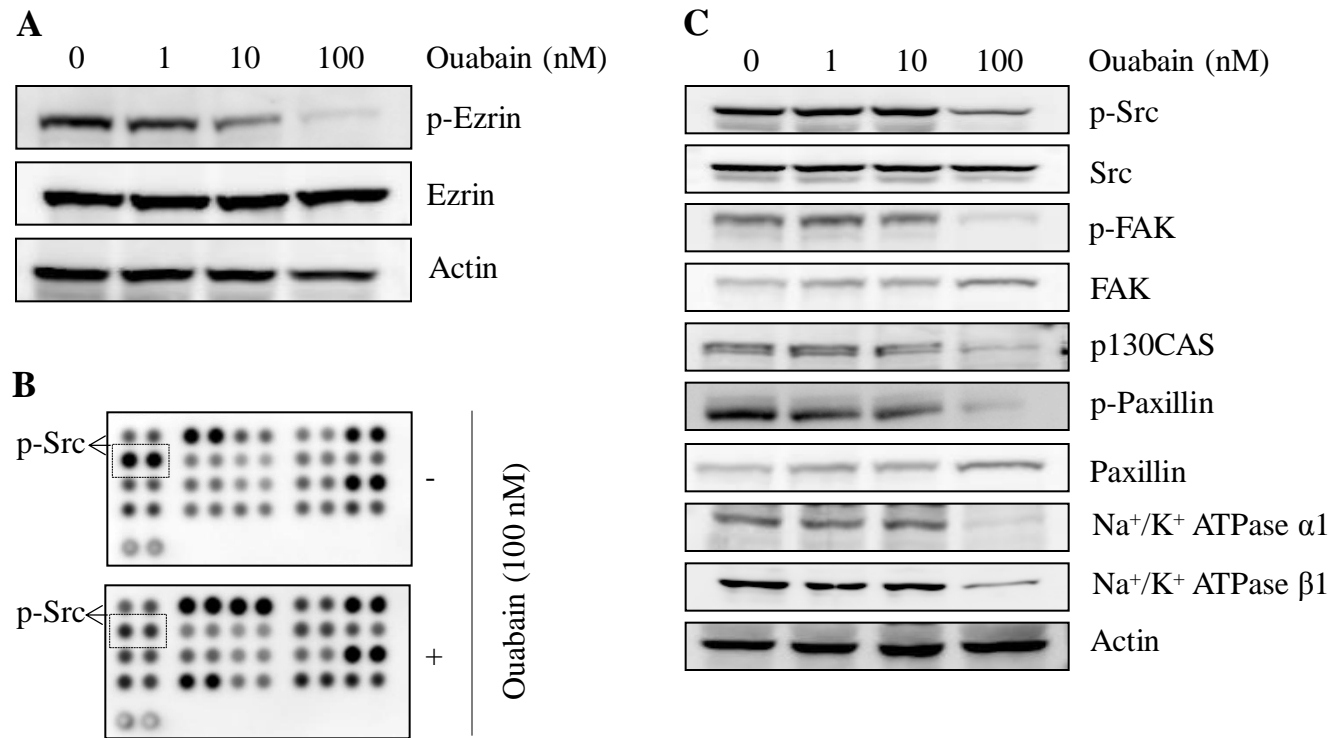 A
0 1 10 100 Ouabain (nM)
p-Ezrin
Ezrin
Actin
B
p-Src
-
p-Src
+
Ouabain (100 nM)
C
0 1 10 100 Ouabain (nM)
p-Src
Src
p-FAK
FAK
p130CAS
p-Paxillin
Paxillin
Na⁺/K⁺ ATPase α1
Na⁺/K⁺ ATPase β1
Actin